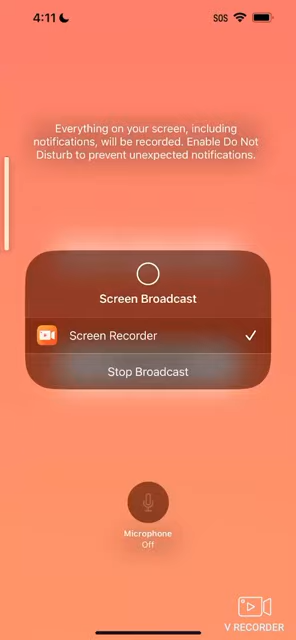 4:11
SOS
Everything on your screen, including
notifications, will be recorded. Enable Do Not
Disturb to prevent unexpected notifications.
Screen Broadcast
Screen Recorder
Stop Broadcast
Microphone
Off
V RECORDER